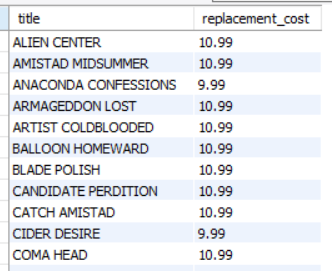 title replacement_cost
ALIEN CENTER 10.99
AMISTAD MIDSUMMER 10.99
ANACONDA CONFESSIONS 9.99
ARMAGEDDON LOST 10.99
ARTIST COLDBLOODED 10.99
BALLOON HOMEWARD 10.99
BLADE POLISH 10.99
CANDIDATE PERDITION 10.99
CATCH AMISTAD 10.99
CIDER DESIRE 9.99
COMA HEAD 10.99